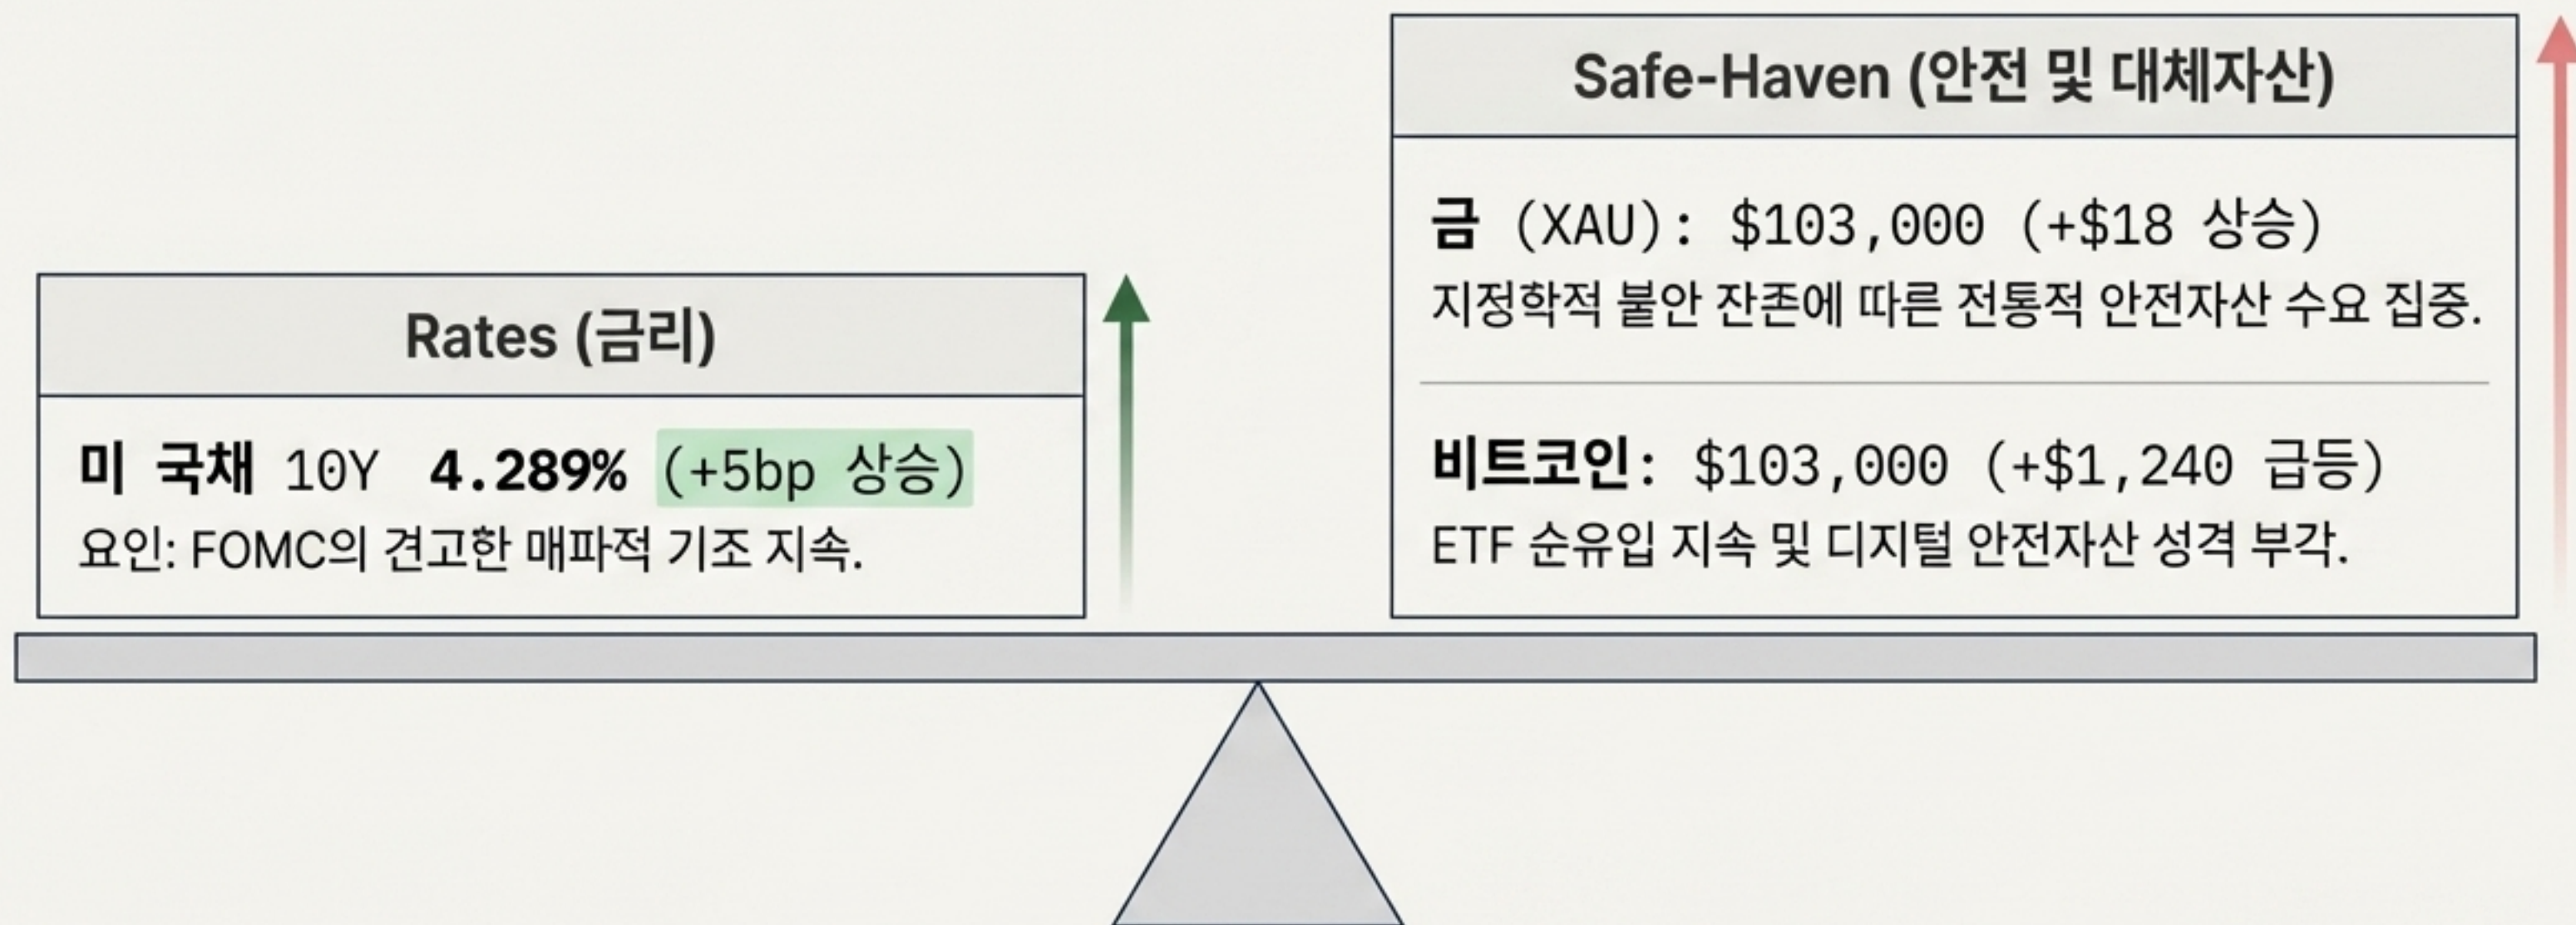 Rates (금리)
미 국채 10Y 4.289% (+5bp 상승)
요인: FOMC의 견고한 매파적 기조 지속.
Safe-Haven (안전 및 대체자산)
금 (XAU): $103,000 (+$18 상승)
지정학적 불안 잔존에 따른 전통적 안전자산 수요 집중.
비트코인: $103,000 (+$1,240 급등)
ETF 순유입 지속 및 디지털 안전자산 성격 부각.